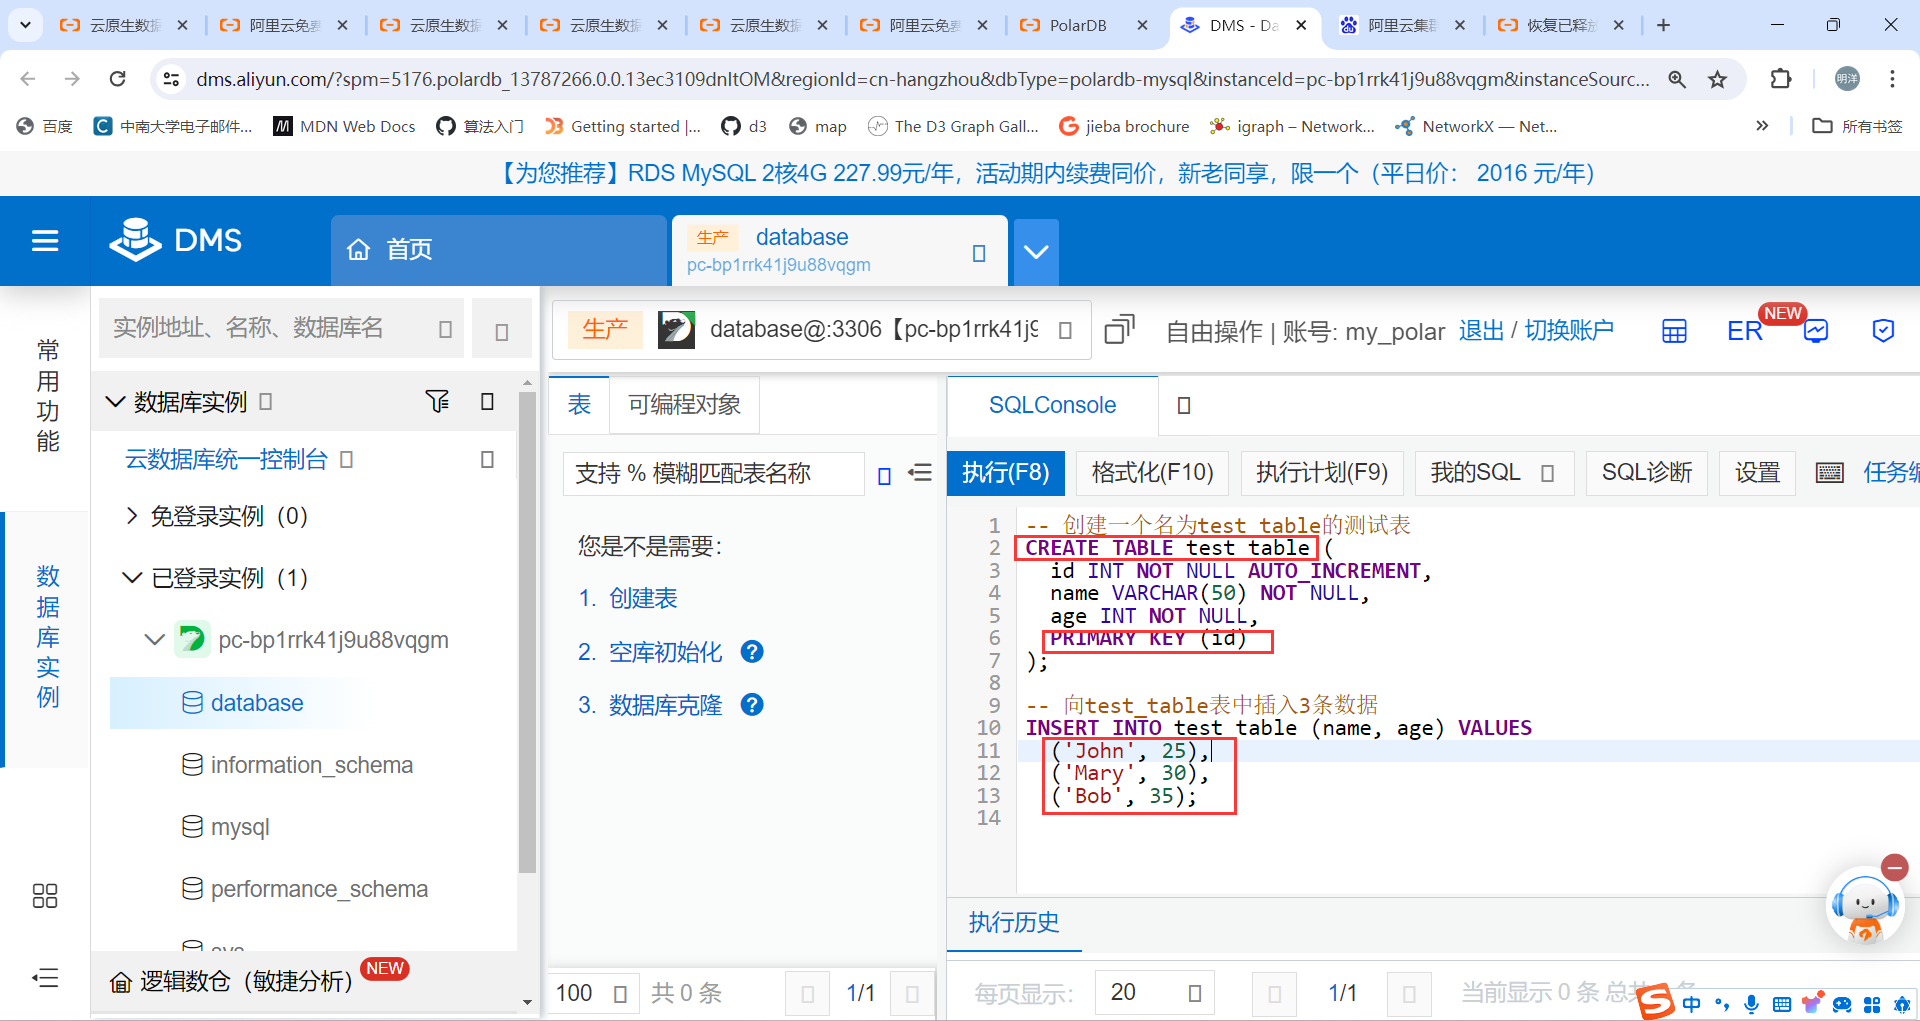 云原生数据
阿里云免费
云原生数据
云原生数据
云原生数据
阿里云免费
PolarDB
DMS - Da
阿里云集群
恢复已释放
dms.aliyun.com/?spm=5176.polardb_13787266.0.0.13ec3109dnItOM&regionId=cn-hangzhou&dbType=polardb-mysql&instanceId=pc-bp1rrk41j9u88vqgm&instanceSourc...
明洋
百度
中南大学电子邮件...
MDN Web Docs
算法入门
Getting started |...
d3
map
The D3 Graph Gall...
jieba brochure
igraph – Network...
NetworkX — Net...
所有书签
【为您推荐】RDS MySQL 2核4G 227.99元/年，活动期内续费同价，新老同享，限一个（平日价： 2016 元/年）
DMS
首页
生产 database
pc-bp1rrk41j9u88vqgm
常用功能
数据库实例
实例地址、名称、数据库名
数据库实例
云数据库统一控制台
免登录实例（0）
已登录实例（1）
pc-bp1rrk41j9u88vqgm
database
information_schema
mysql
performance_schema
sys
逻辑数仓（敏捷分析） NEW
生产 database@:3306【pc-bp1rrk41j9
自由操作 | 账号: my_polar 退出 / 切换账户
ER NEW
表 可编程对象
支持 % 模糊匹配表名称
您是不是需要：
1. 创建表
2. 空库初始化
3. 数据库克隆
100 共 0 条 1/1
SQLConsole
执行(F8) 格式化(F10) 执行计划(F9) 我的SQL SQL诊断 设置 任务编
1 -- 创建一个名为test_table的测试表
2 CREATE TABLE test_table (
3 id INT NOT NULL AUTO_INCREMENT,
4 name VARCHAR(50) NOT NULL,
5 age INT NOT NULL,
6 PRIMARY KEY (id)
7 );
8
9 -- 向test_table表中插入3条数据
10 INSERT INTO test_table (name, age) VALUES
11 ('John', 25),
12 ('Mary', 30),
13 ('Bob', 35);
14
执行历史
每页显示： 20 1/1 当前显示 0 条 总共 条
中